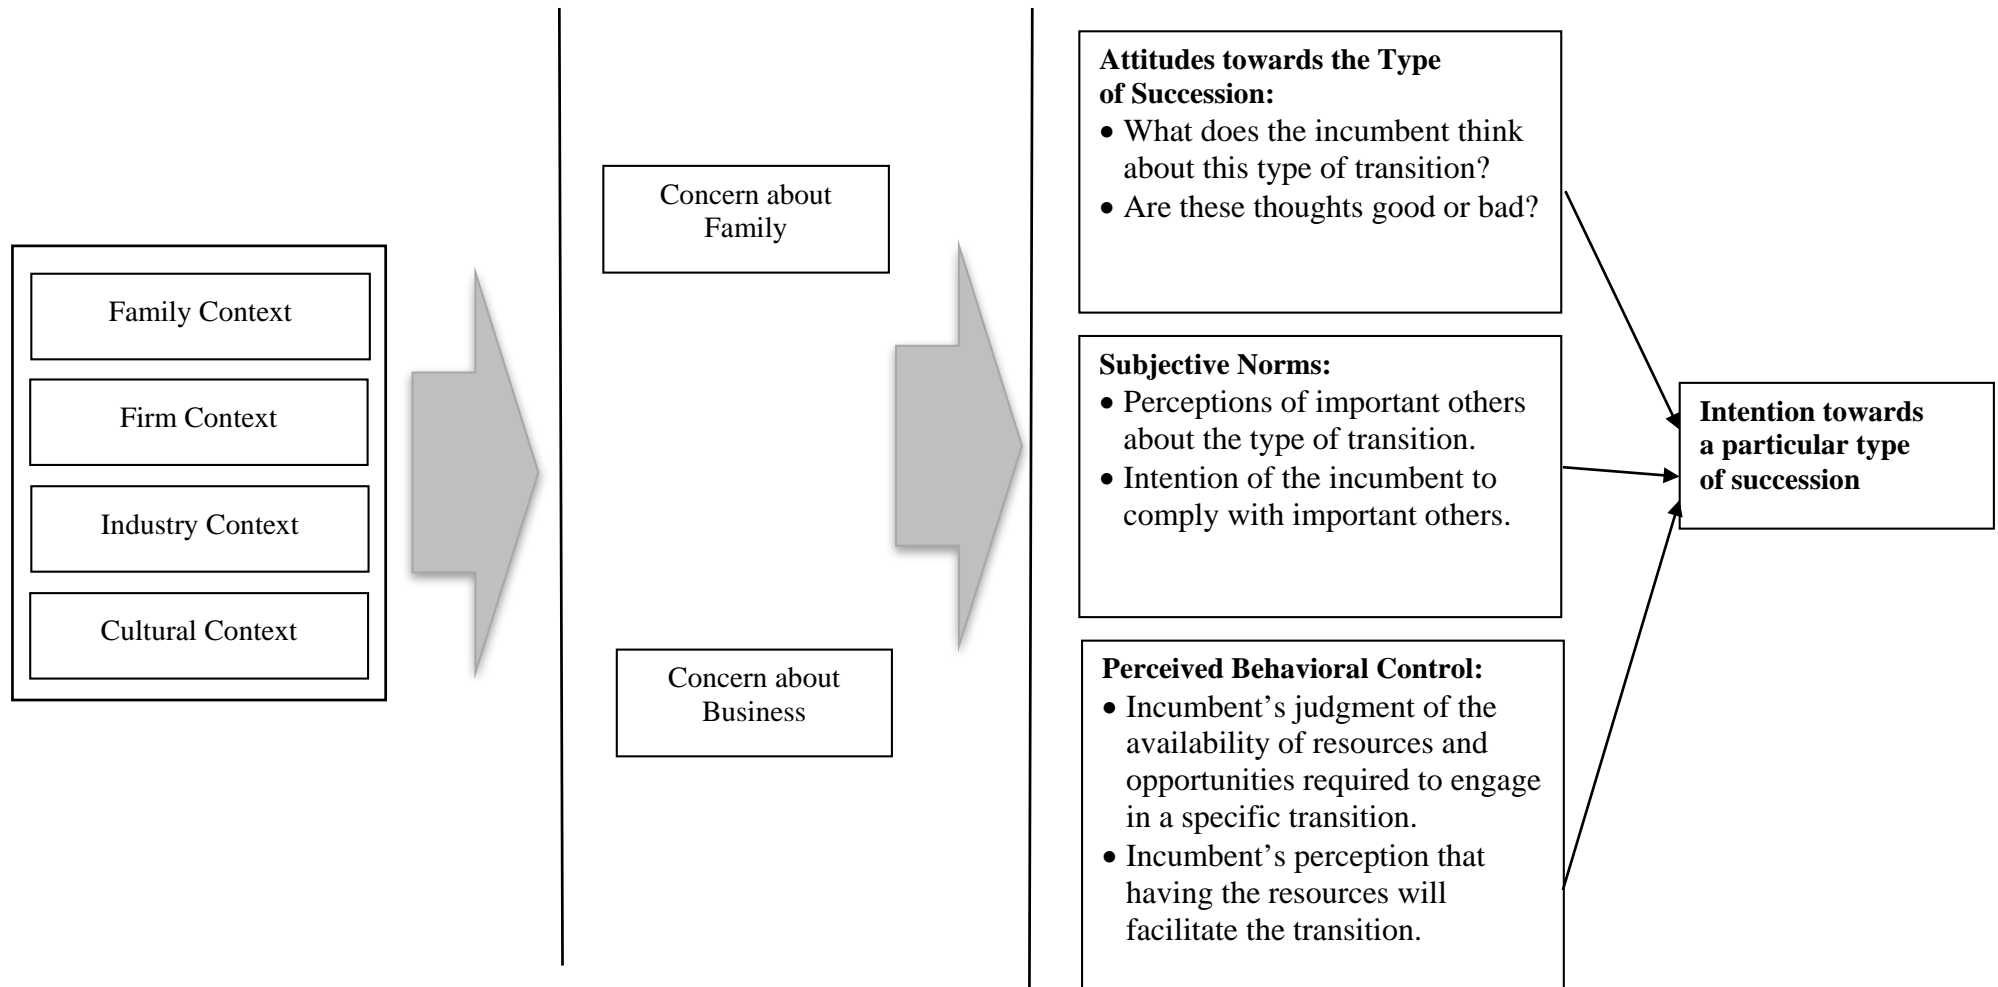 Family Context
Firm Context
Industry Context
Cultural Context
Concern about
Family
Concern about
Business
Attitudes towards the Type
of Succession:
• What does the incumbent think
about this type of transition?
• Are these thoughts good or bad?
Subjective Norms:
• Perceptions of important others
about the type of transition.
• Intention of the incumbent to
comply with important others.
Perceived Behavioral Control:
• Incumbent’s judgment of the
availability of resources and
opportunities required to engage
in a specific transition.
• Incumbent’s perception that
having the resources will
facilitate the transition.
Intention towards
a particular type
of succession